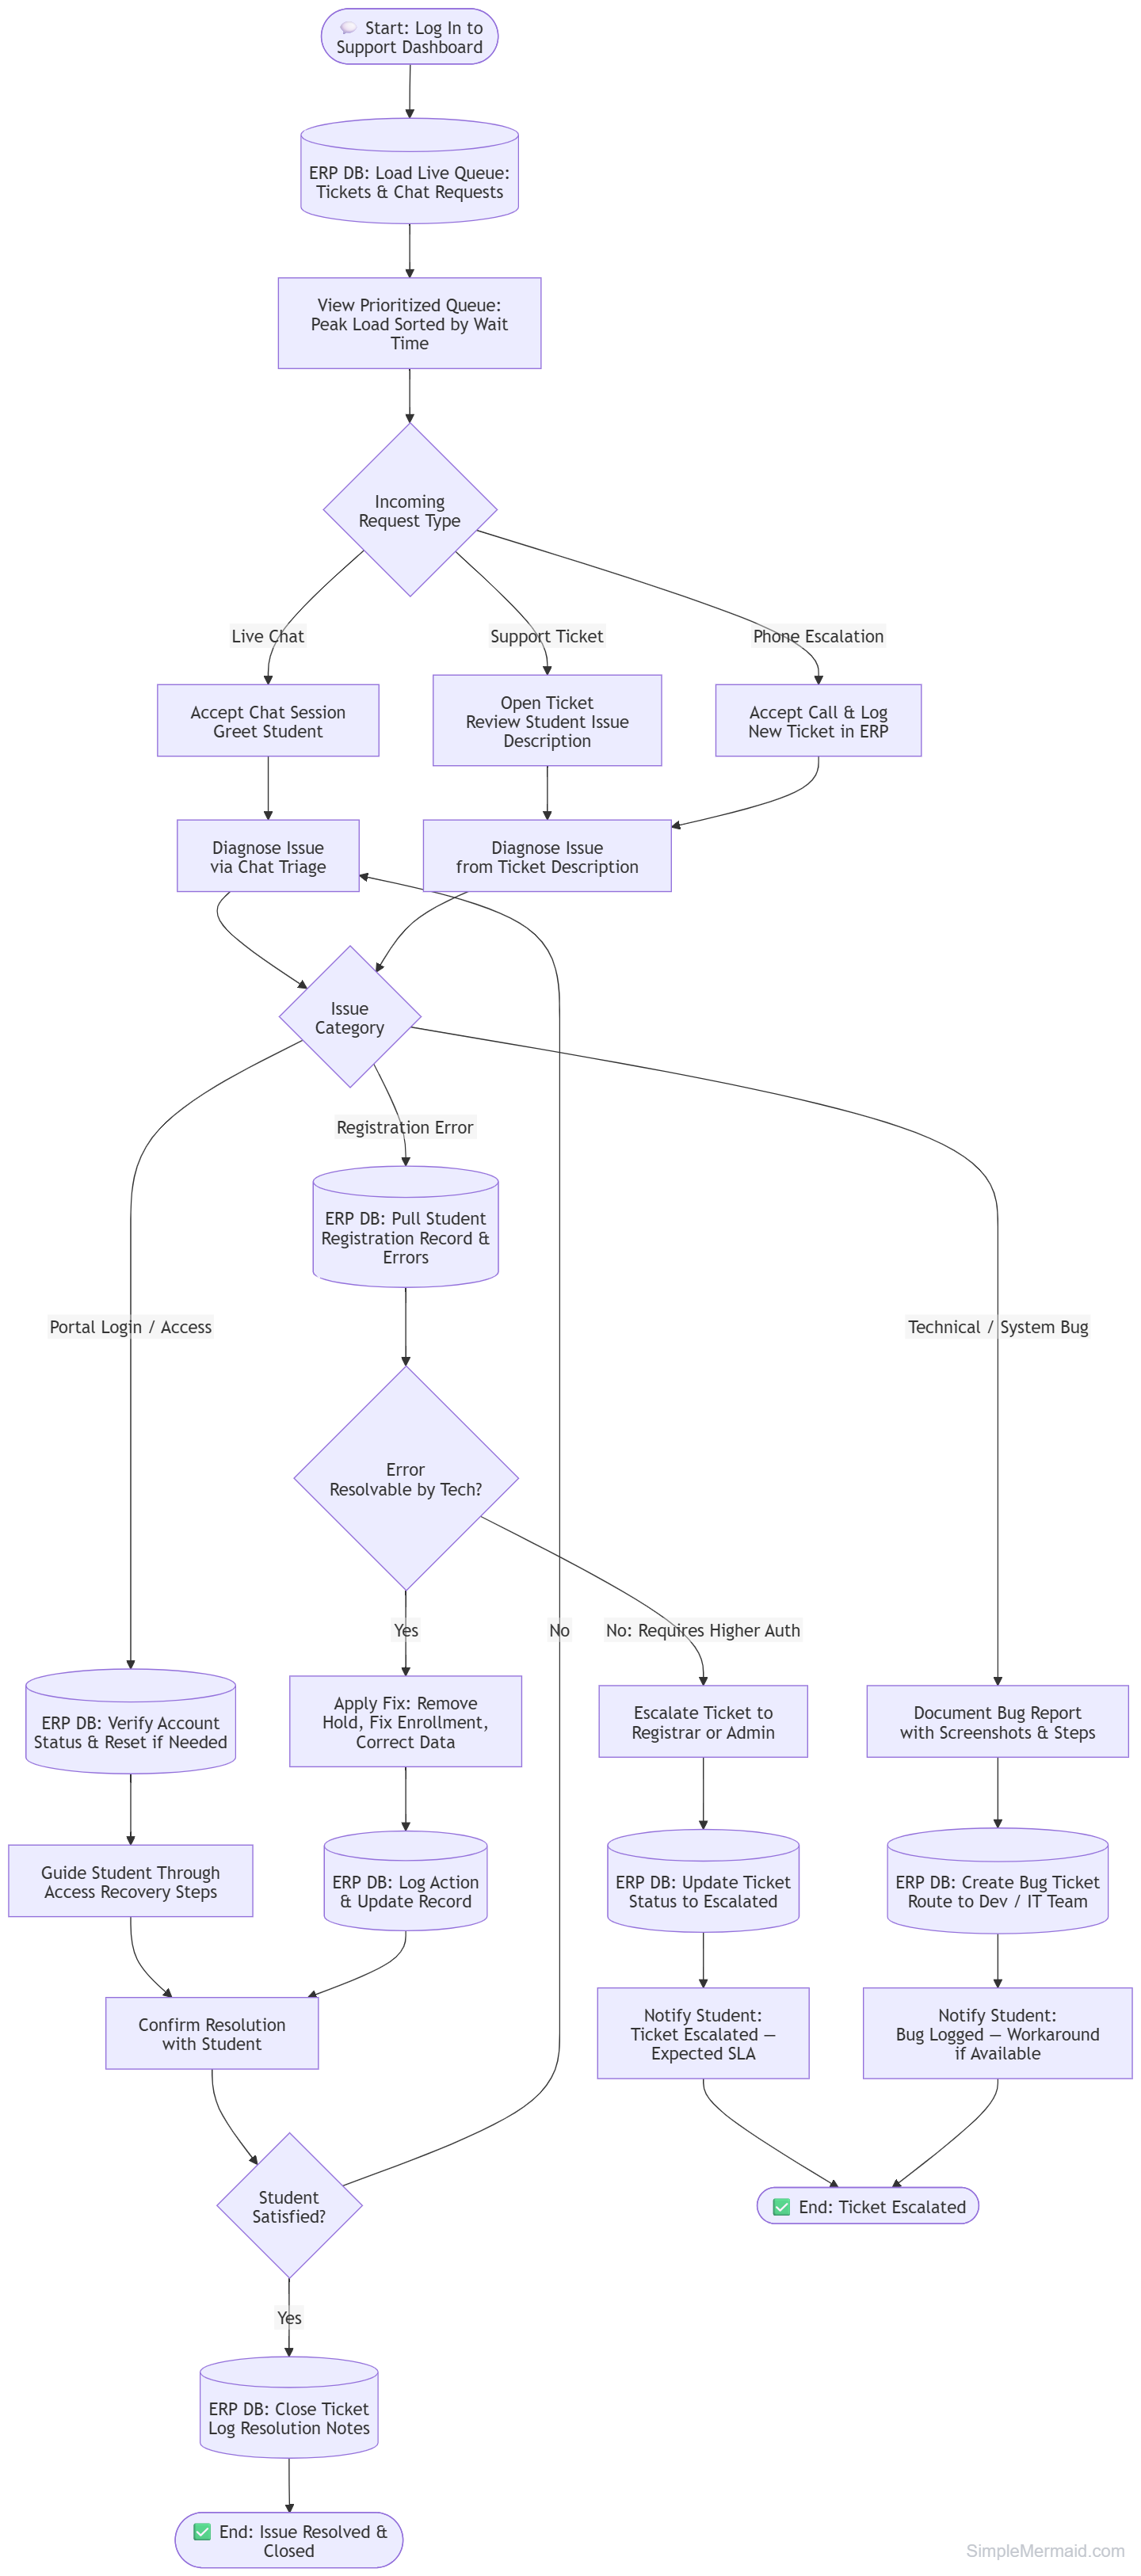 💬 Start: Log In to
Support Dashboard
ERP DB: Load Live Queue:
Tickets & Chat Requests
View Prioritized Queue:
Peak Load Sorted by Wait
Time
Incoming
Request Type
Live Chat
Support Ticket
Phone Escalation
Accept Chat Session
Greet Student
Open Ticket
Review Student Issue
Description
Accept Call & Log
New Ticket in ERP
Diagnose Issue
via Chat Triage
Diagnose Issue
from Ticket Description
Issue
Category
Registration Error
ERP DB: Pull Student
Registration Record &
Errors
Portal Login / Access
Technical / System Bug
Error
Resolvable by Tech?
Yes
No
No: Requires Higher Auth
ERP DB: Verify Account
Status & Reset if Needed
Apply Fix: Remove
Hold, Fix Enrollment,
Correct Data
Escalate Ticket to
Registrar or Admin
Document Bug Report
with Screenshots & Steps
Guide Student Through
Access Recovery Steps
ERP DB: Log Action
& Update Record
ERP DB: Update Ticket
Status to Escalated
ERP DB: Create Bug Ticket
Route to Dev / IT Team
Confirm Resolution
with Student
Notify Student:
Ticket Escalated —
Expected SLA
Notify Student:
Bug Logged — Workaround
if Available
Student
Satisfied?
✅ End: Ticket Escalated
Yes
ERP DB: Close Ticket
Log Resolution Notes
✅ End: Issue Resolved &
Closed
SimpleMermaid.com